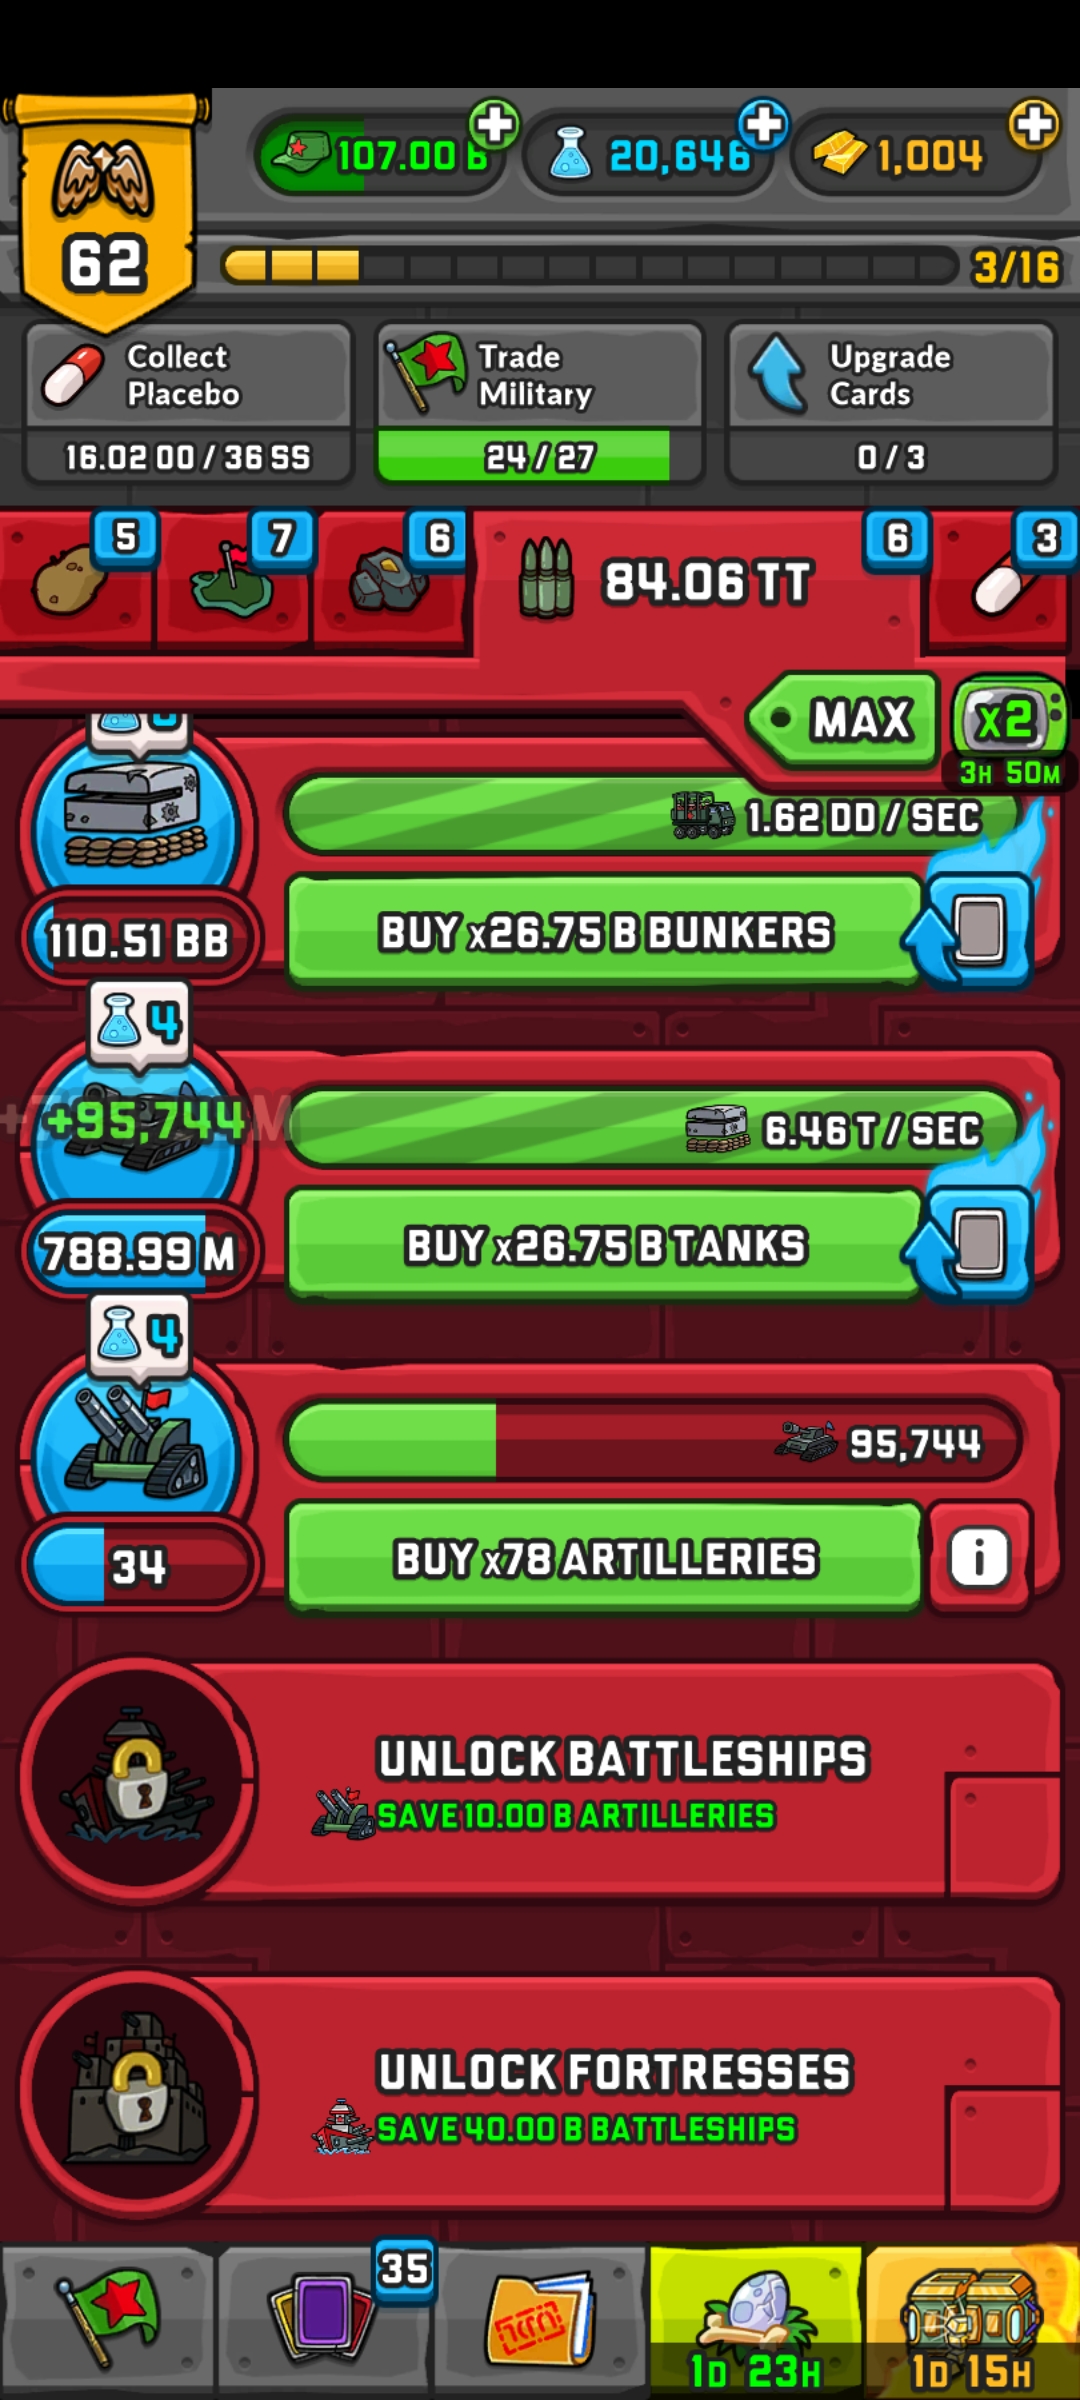 107.00 B
20,646
1,004
62
3/16
Collect
Placebo
Trade
Military
Upgrade
Cards
16.02 OO / 36 SS
24 / 27
0 / 3
5
7
6
84.06 TT
6
3
MAX
x2
3H 50M
1.62 DD / SEC
110.51 BB
BUY x26.75 B BUNKERS
4
+95,744
6.46 T / SEC
788.99 M
BUY x26.75 B TANKS
4
95,744
34
BUY x78 ARTILLERIES
i
UNLOCK BATTLESHIPS
SAVE 10.00 B ARTILLERIES
UNLOCK FORTRESSES
SAVE 40.00 B BATTLESHIPS
35
1D 23H
1D 15H